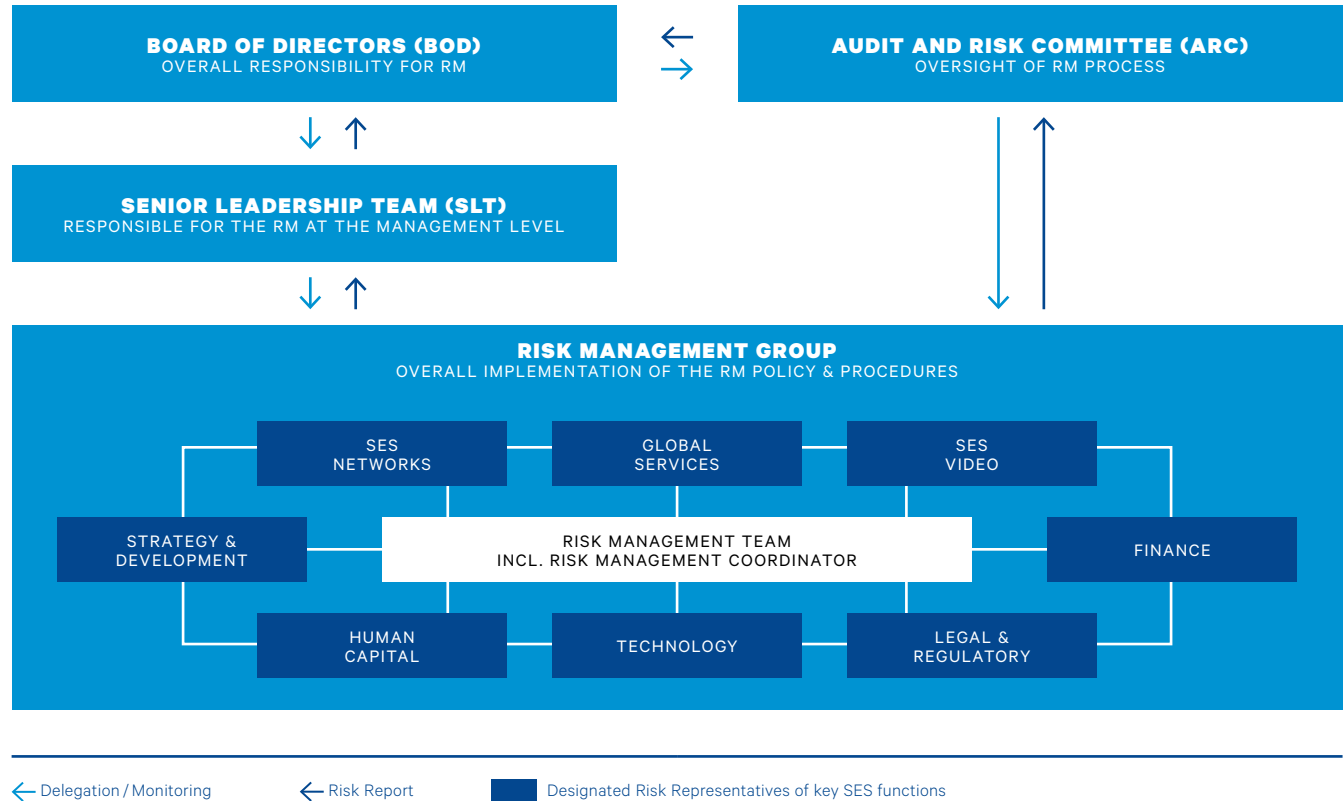 BOARD OF DIRECTORS (BOD)
OVERALL RESPONSIBILITY FOR RM
AUDIT AND RISK COMMITTEE (ARC)
OVERSIGHT OF RM PROCESS
SENIOR LEADERSHIP TEAM (SLT)
RESPONSIBLE FOR THE RM AT THE MANAGEMENT LEVEL
RISK MANAGEMENT GROUP
OVERALL IMPLEMENTATION OF THE RM POLICY & PROCEDURES
SES
NETWORKS
GLOBAL
SERVICES
SES
VIDEO
STRATEGY &
DEVELOPMENT
RISK MANAGEMENT TEAM
INCL. RISK MANAGEMENT COORDINATOR
FINANCE
HUMAN
CAPITAL
TECHNOLOGY
LEGAL &
REGULATORY
Delegation / Monitoring
Risk Report
Designated Risk Representatives of key SES functions